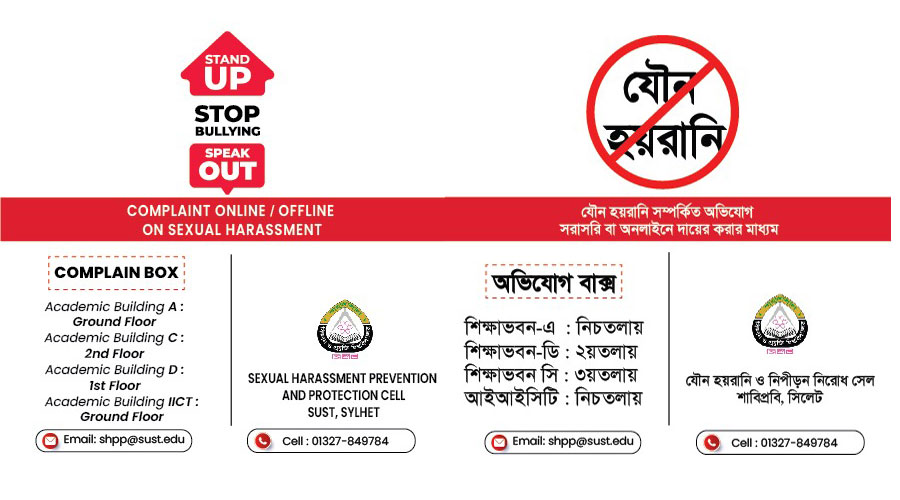 STAND
UP
STOP
BULLYING
SPEAK
OUT
COMPLAINT ONLINE / OFFLINE
ON SEXUAL HARASSMENT
COMPLAIN BOX
Academic Building A :
Ground Floor
Academic Building C :
2nd Floor
Academic Building D :
1st Floor
Academic Building IICT :
Ground Floor
Email: shpp@sust.edu
SEXUAL HARASSMENT PREVENTION
AND PROTECTION CELL
SUST, SYLHET
Cell : 01327-849784
যৌন
হয়রানি
যৌন হয়রানি সম্পর্কিত অভিযোগ
সরাসরি বা অনলাইনে দায়ের করার মাধ্যম
অভিযোগ বাক্স
শিক্ষাভবন-এ : নিচতলায়
শিক্ষাভবন-ডি : ২য়তলায়
শিক্ষাভবন সি : ৩য়তলায়
আইআইসিটি : নিচতলায়
Email: shpp@sust.edu
যৌন হয়রানি ও নিপীড়ন নিরোধ সেল
শাবিপ্রবি, সিলেট
Cell : 01327-849784